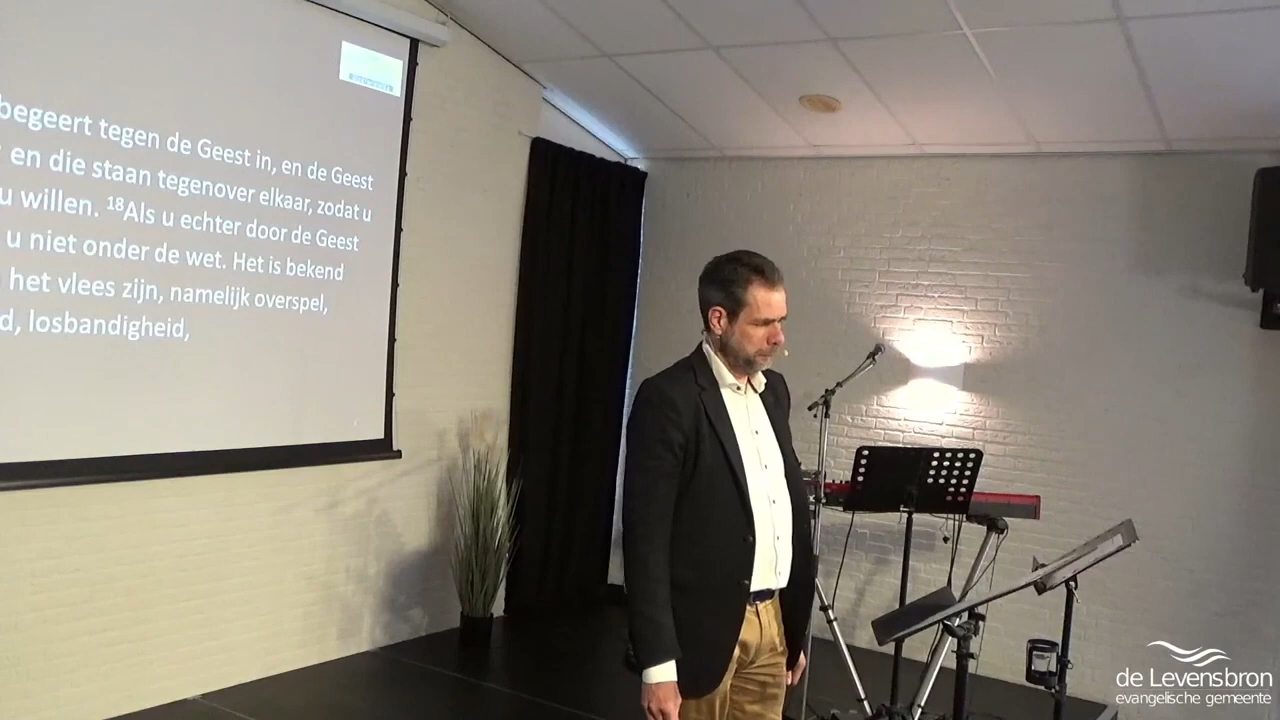 begeert tegen de Geest in, en de Geest
en die staan tegenover elkaar, zodat u
u willen. ¹⁸Als u echter door de Geest
u niet onder de wet. Het is bekend
het vlees zijn, namelijk overspel,
d, losbandigheid,
de Levensbron
evangelische gemeente